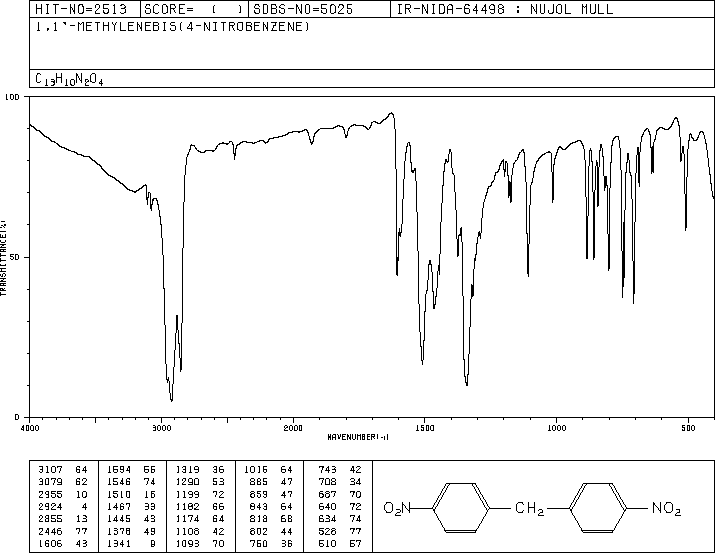 HIT-NO=2513 SCORE= ( ) SDBS-NO=5025 IR-NIDA-64498 : NUJOL MULL
1,1'-METHYLENEBIS(4-NITROBENZENE)
C13H10N2O4
100
50
0
TRANSMITTANCE(%)
4000 3000 2000 1500 1000 500
WAVENUMBER(-1)
3107 64 1594 56 1319 36 1016 64 743 42
3079 62 1546 74 1290 53 885 47 708 34
2955 10 1510 16 1199 72 859 47 687 70
2924 4 1467 33 1182 66 843 64 640 72
2855 13 1445 43 1174 64 818 68 634 74
2446 77 1378 49 1108 42 802 44 528 77
1606 43 1341 9 1093 70 750 36 510 57
O2N CH2 NO2